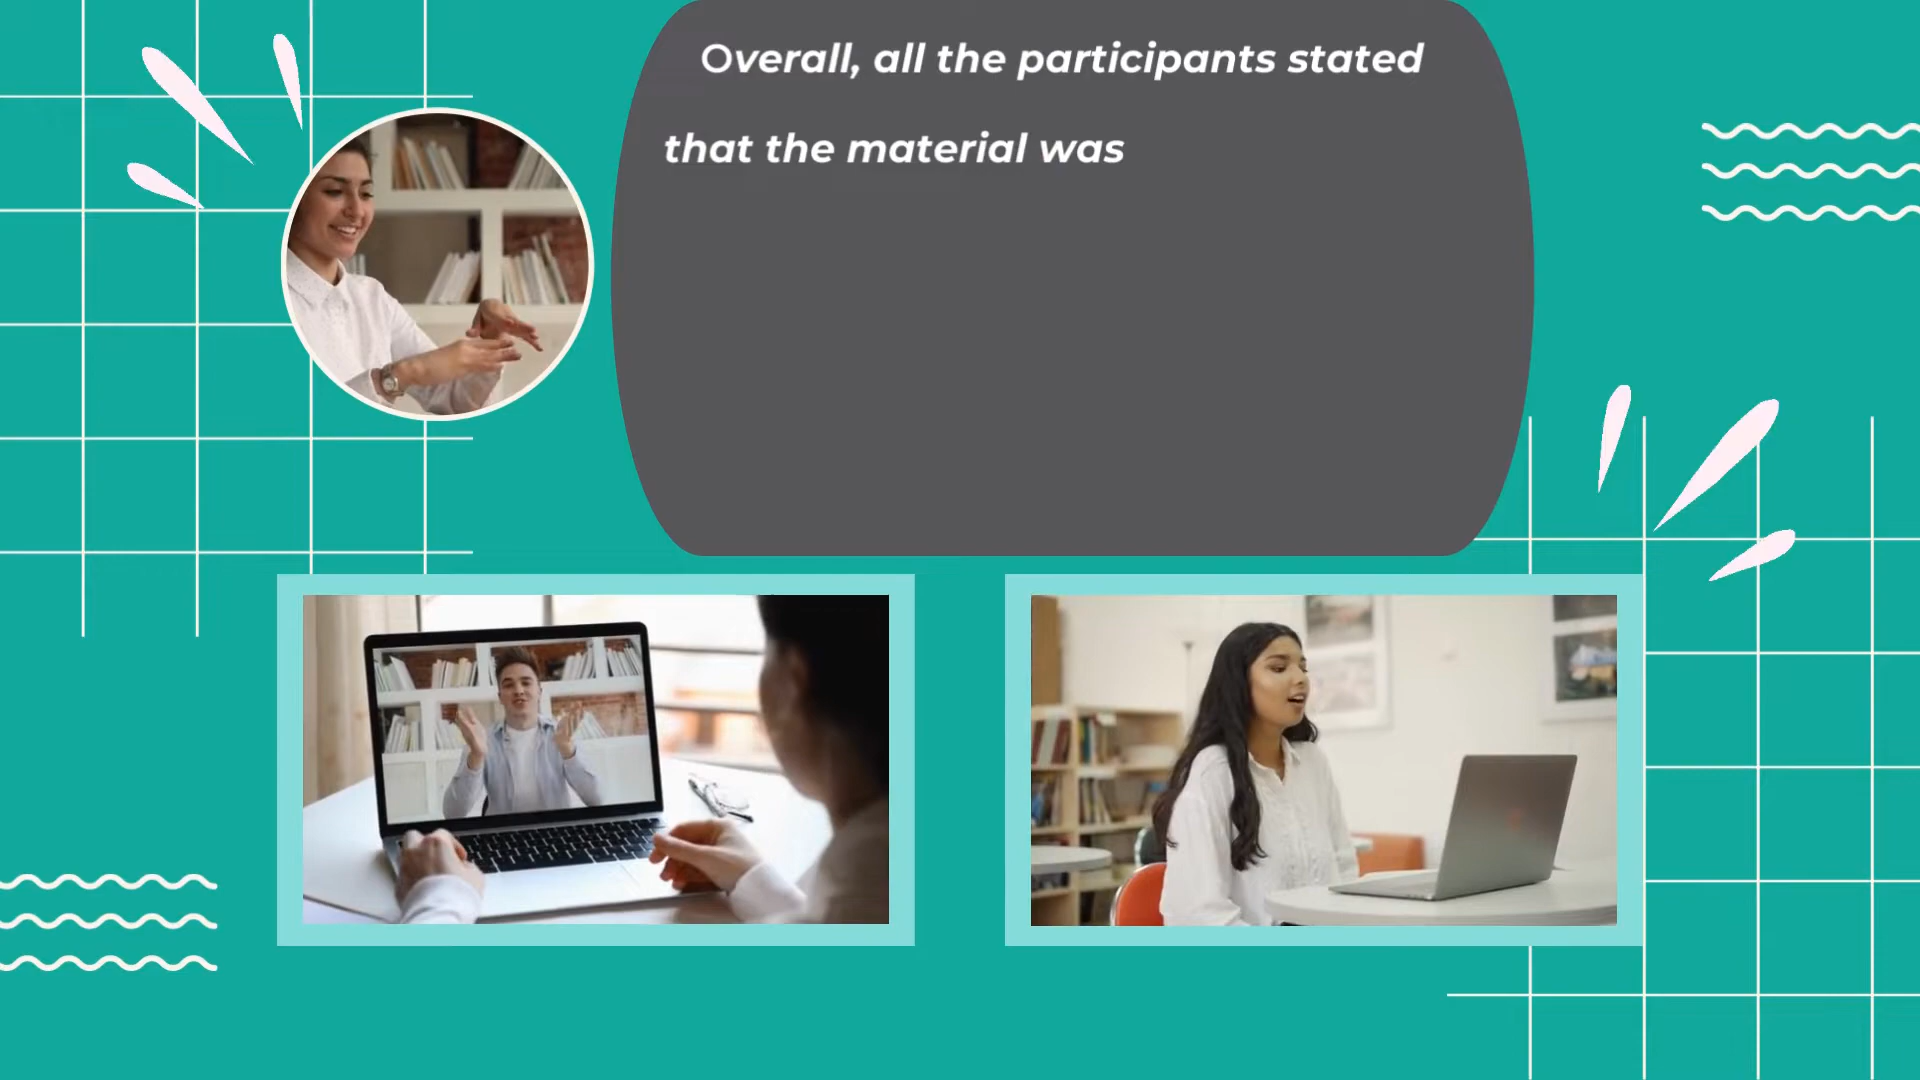 Overall, all the participants stated
that the material was